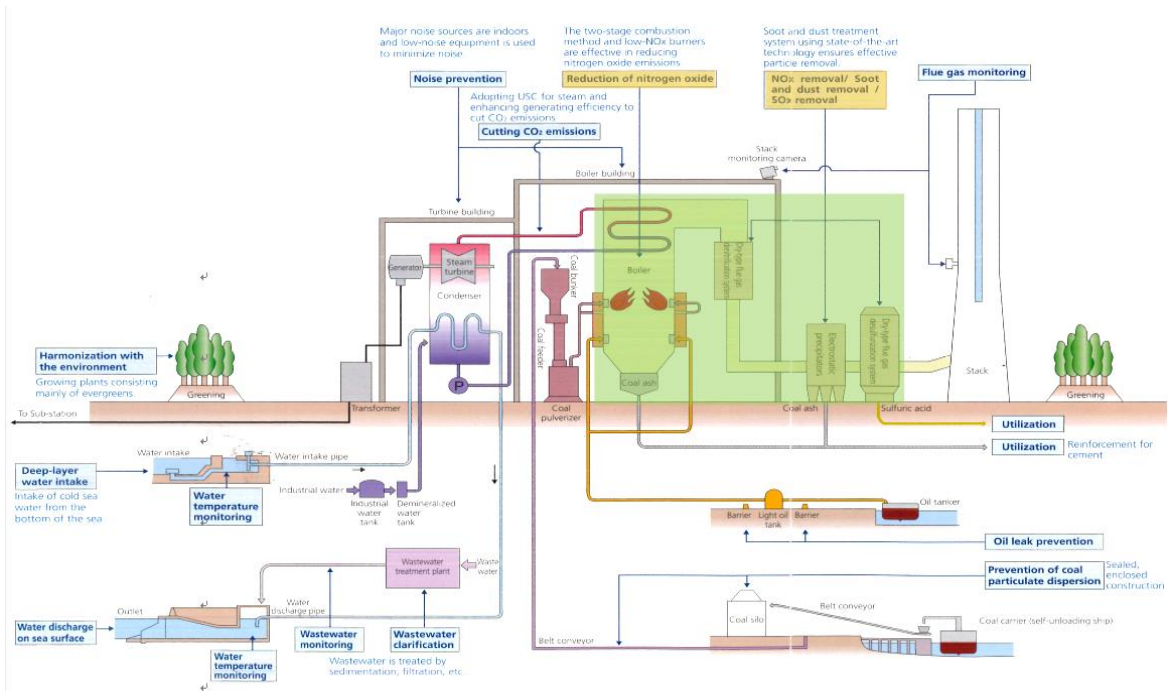 Major noise sources are indoors
and low-noise equipment is used
to minimize noise.
Noise prevention
The two-stage combustion
method and low-NOx burners
are effective in reducing
nitrogen oxide emissions
Reduction of nitrogen oxide
Soot and dust treatment
system using state-of-the-art
technology ensures effective
particle removal.
NOx removal/ Soot
and dust removal /
SOx removal
Flue gas monitoring
Adopting USC for steam and
enhancing generating efficiency to
cut CO₂ emissions
Cutting CO₂ emissions
Stack
monitoring camera
Boiler building
Turbine building
Generator
Steam
turbine
Condenser
P
Coal bunker
Coal feeder
Boiler
Coal ash
Dry-type flue gas
denitrification system
Electrostatic
precipitators
Dry-type flue gas
desulfurization system
Stack
Harmonization with
the environment
Growing plants consisting
mainly of evergreens.
Greening
Greening
To Sub-station
Transformer
Coal
pulverizer
Coal ash
Sulfuric acid
Utilization
Utilization
Reinforcement for
cement
Water intake
Water intake pipe
Deep-layer
water intake
Intake of cold sea
water from the
bottom of the sea
Water
temperature
monitoring
Industrial water
Industrial
water
tank
Demineralized
water
tank
Oil tanker
Barrier
Light oil
tank
Barrier
Oil leak prevention
Wastewater
treatment plant
Waste
water
Prevention of coal
particulate dispersion
Sealed,
enclosed
construction
Outlet
Water
discharge pipe
Water discharge
on sea surface
Water
temperature
monitoring
Wastewater
monitoring
Wastewater
clarification
Wastewater is treated by
sedimentation, filtration, etc.
Belt conveyor
Coal silo
Belt conveyor
Coal carrier (self-unloading ship)